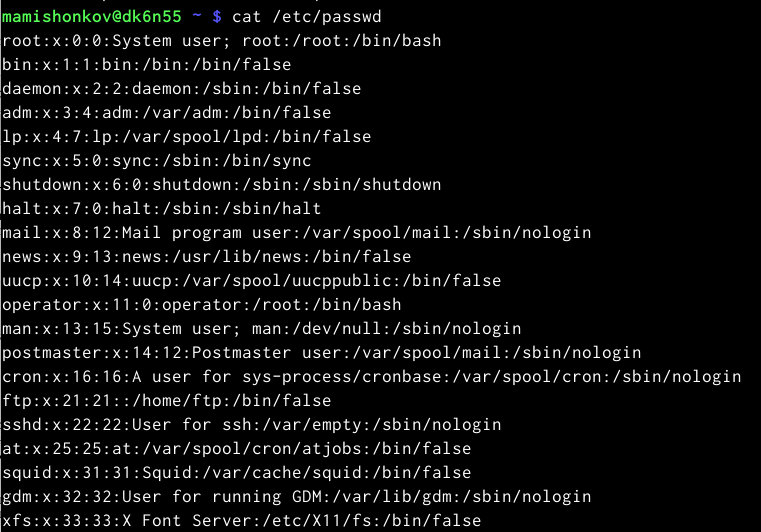 mamishonkov@dk6n55 ~ $ cat /etc/passwd
root:x:0:0:System user; root:/root:/bin/bash
bin:x:1:1:bin:/bin:/bin/false
daemon:x:2:2:daemon:/sbin:/bin/false
adm:x:3:4:adm:/var/adm:/bin/false
lp:x:4:7:lp:/var/spool/lpd:/bin/false
sync:x:5:0:sync:/sbin:/bin/sync
shutdown:x:6:0:shutdown:/sbin:/sbin/shutdown
halt:x:7:0:halt:/sbin:/sbin/halt
mail:x:8:12:Mail program user:/var/spool/mail:/sbin/nologin
news:x:9:13:news:/usr/lib/news:/bin/false
uucp:x:10:14:uucp:/var/spool/uucppublic:/bin/false
operator:x:11:0:operator:/root:/bin/bash
man:x:13:15:System user; man:/dev/null:/sbin/nologin
postmaster:x:14:12:Postmaster user:/var/spool/mail:/sbin/nologin
cron:x:16:16:A user for sys-process/cronbase:/var/spool/cron:/sbin/nologin
ftp:x:21:21::/home/ftp:/bin/false
sshd:x:22:22:User for ssh:/var/empty:/sbin/nologin
at:x:25:25:at:/var/spool/cron/atjobs:/bin/false
squid:x:31:31:Squid:/var/cache/squid:/bin/false
gdm:x:32:32:User for running GDM:/var/lib/gdm:/sbin/nologin
xfs:x:33:33:X Font Server:/etc/X11/fs:/bin/false